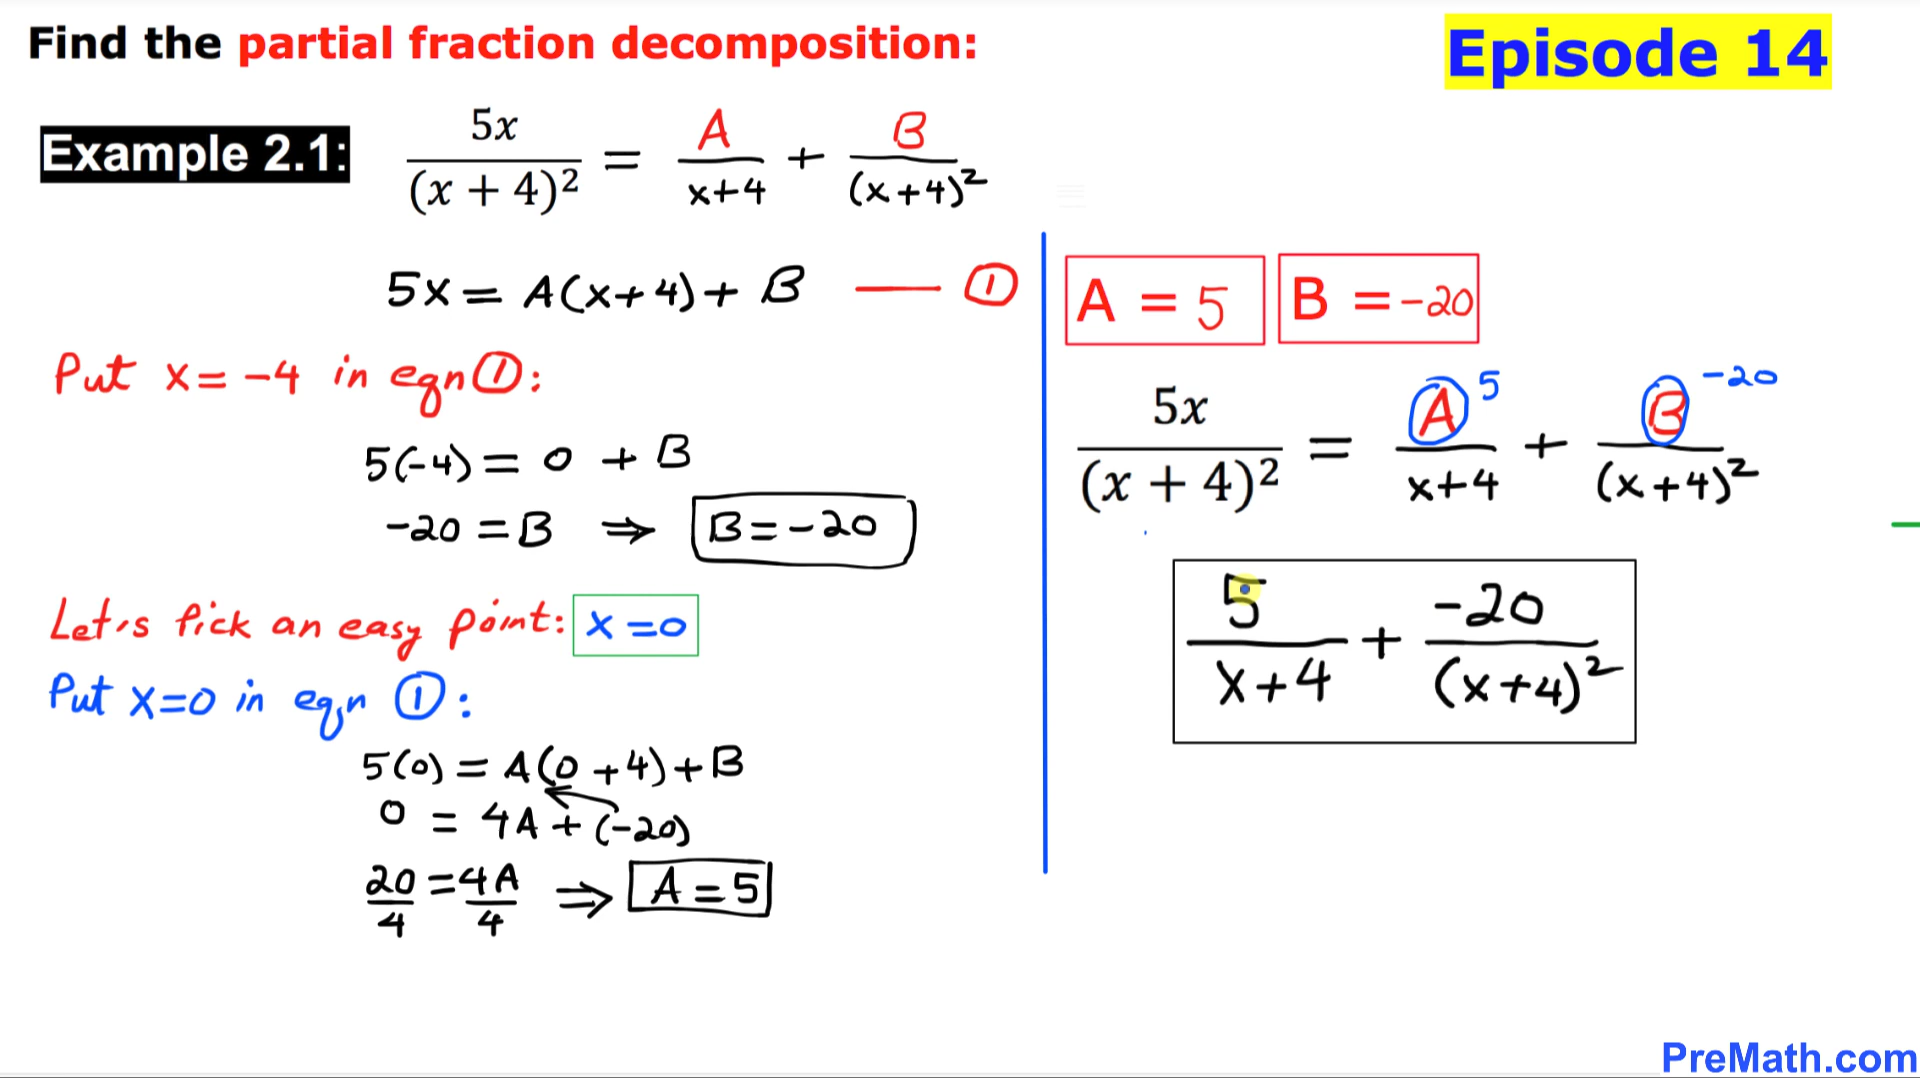 Find the partial fraction decomposition:
Episode 14
Example 2.1: 5x/(x + 4)² = A/(x+4) + B/(x+4)²
5x = A(x+4) + B — ①
Put x = -4 in eqn ①:
5(-4) = 0 + B
-20 = B ⇒ B = -20
Let's pick an easy point: x = 0
Put x=0 in eqn ①:
5(0) = A(0 + 4) + B
0 = 4A + (-20)
20/4 = 4A/4 ⇒ A = 5
A = 5 B = -20
5x/(x + 4)² = A 5/(x+4) + B -20/(x+4)²
5/(x+4) + -20/(x+4)²
PreMath.com